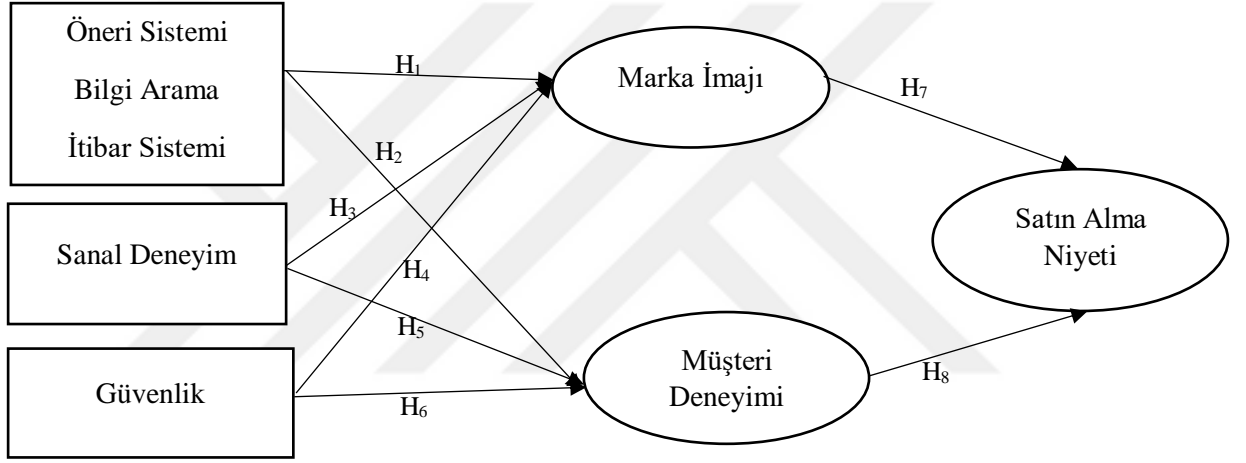 Öneri Sistemi
Bilgi Arama
İtibar Sistemi
Sanal Deneyim
Güvenlik
H₁
H₂
H₃
H₄
H₅
H₆
Marka İmajı
Müşteri
Deneyimi
H₇
H₈
Satın Alma
Niyeti